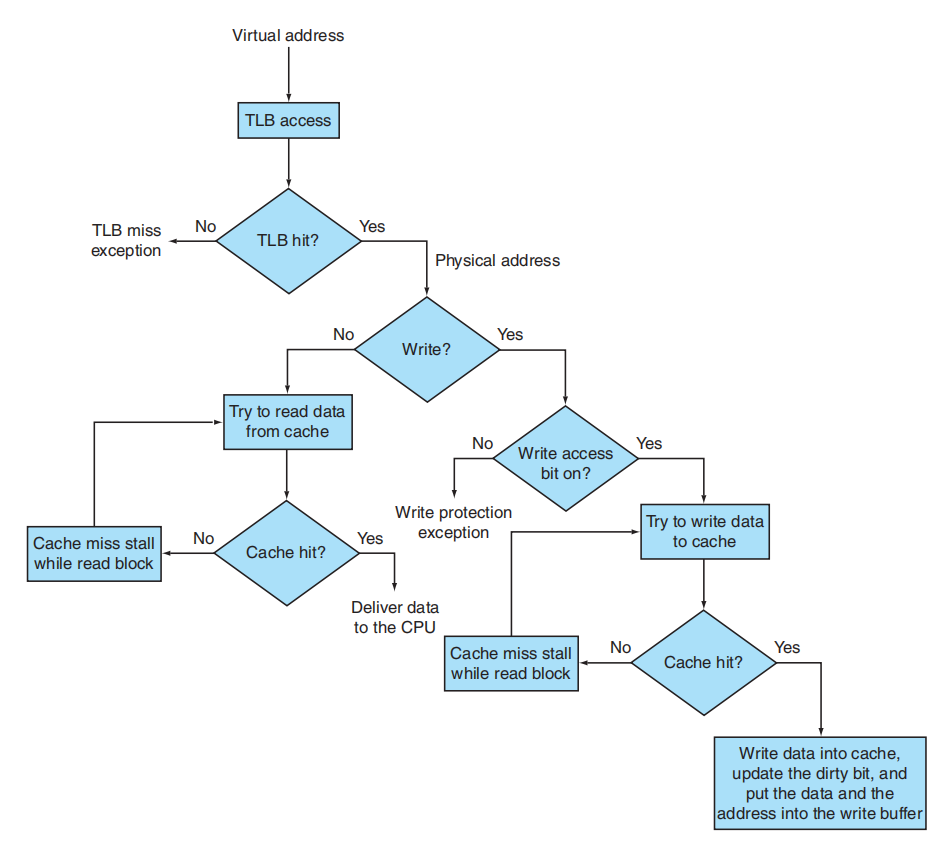 Virtual address
TLB access
TLB miss
exception
No
TLB hit?
Yes
Physical address
No
Write?
Yes
Try to read data
from cache
No
Write access
bit on?
Yes
Write protection
exception
Try to write data
to cache
Cache miss stall
while read block
No
Cache hit?
Yes
Deliver data
to the CPU
Cache miss stall
while read block
No
Cache hit?
Yes
Write data into cache,
update the dirty bit, and
put the data and the
address into the write buffer